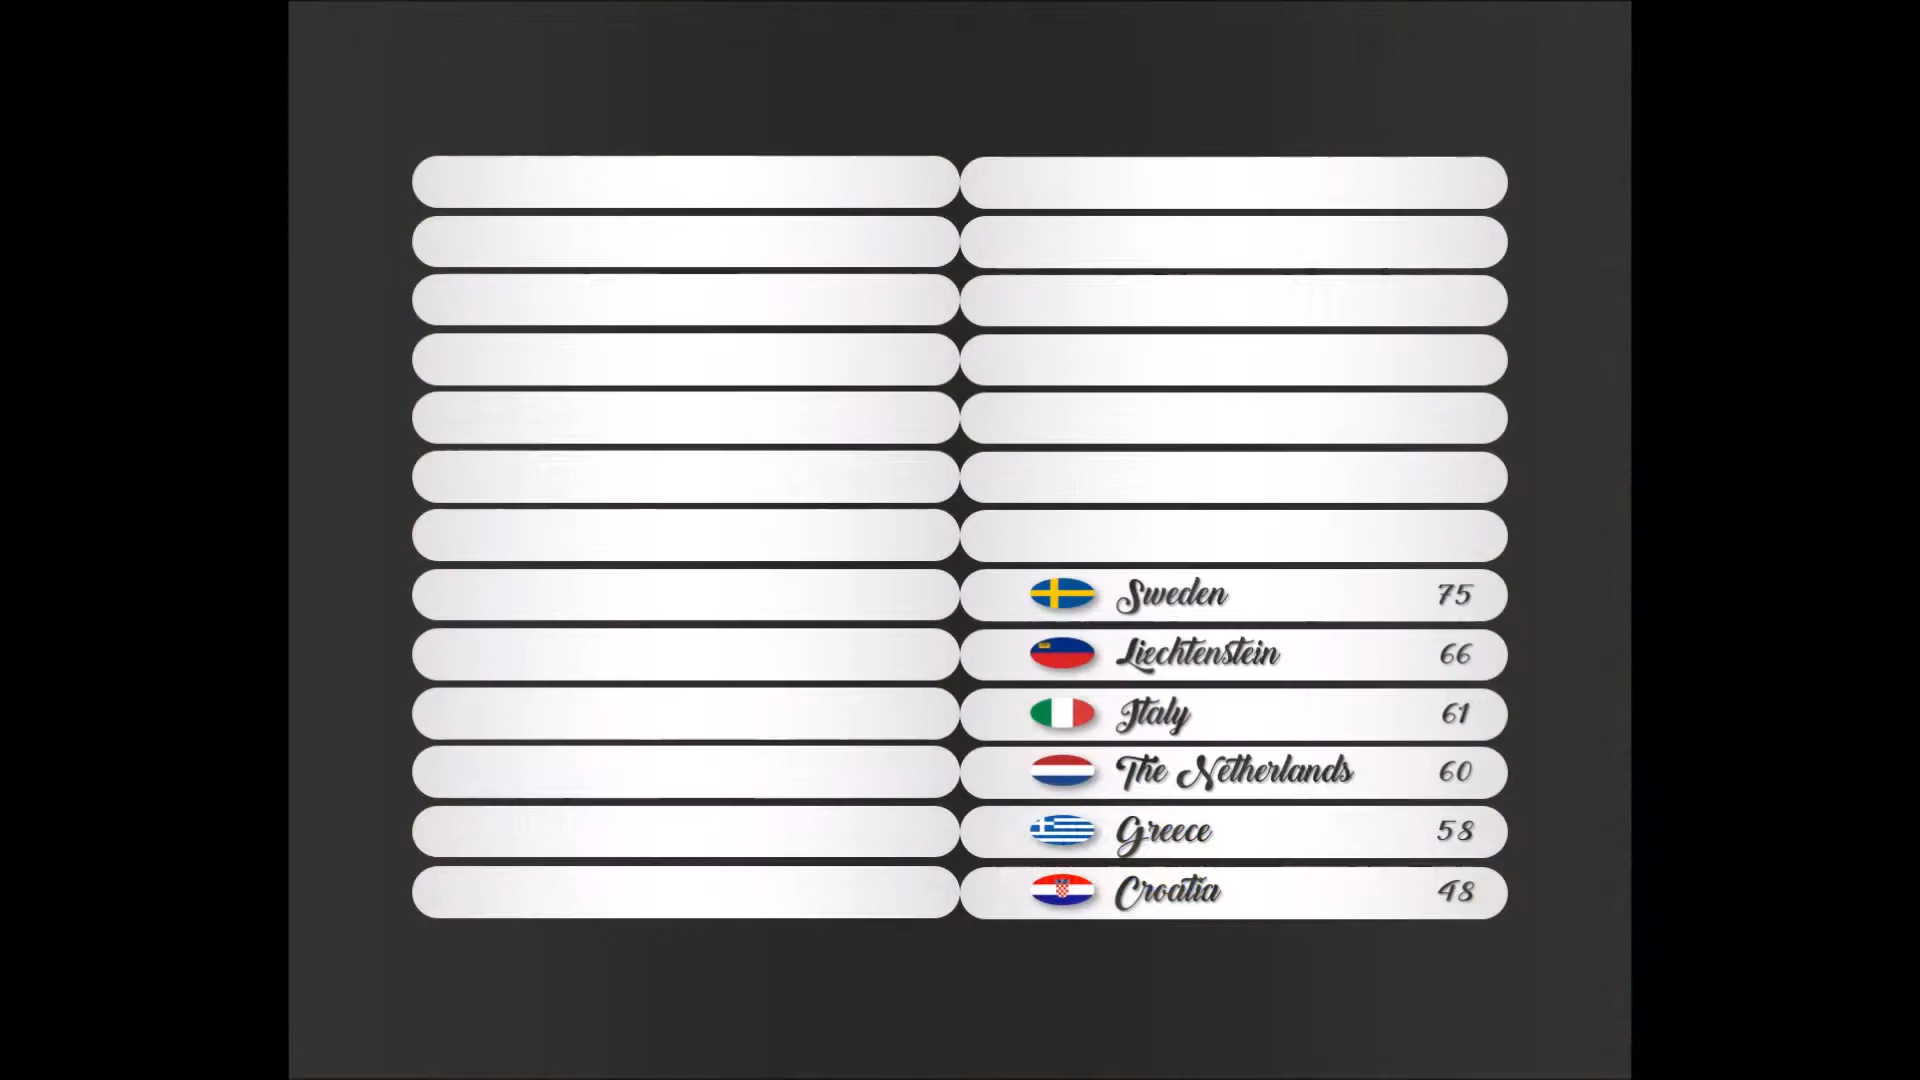 Sweden 75
Liechtenstein 66
Italy 61
The Netherlands 60
Greece 58
Croatia 48